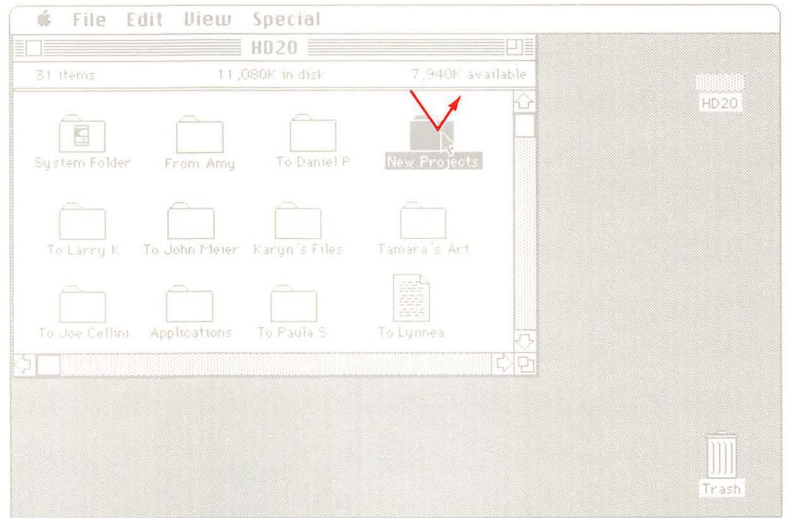 File Edit View Special
HD20
31 items 11,080K in disk 7,940K available
HD20
System Folder From Amy To Daniel P New Projects
To Larry K To John Meier Karyn's Files Tamara's Art
To Joe Cellini Applications To Paula S To Lynnea
Trash